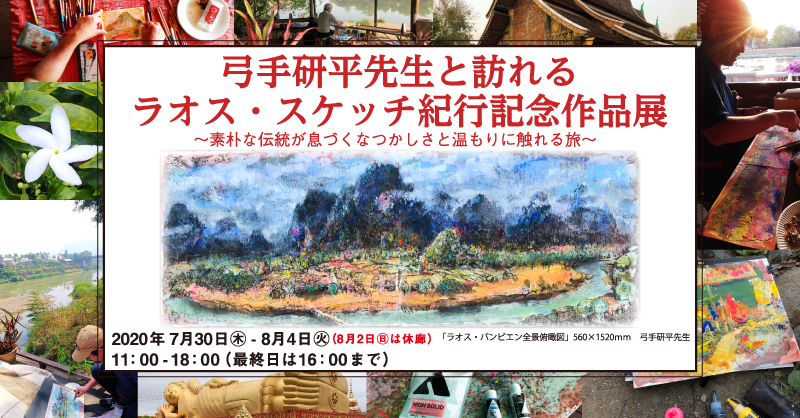 弓手研平先生と訪れる
ラオス・スケッチ紀行記念作品展
～素朴な伝統が息づくなつかしさと温もりに触れる旅～
2020年 7月30日㊍ - 8月4日㊋ (8月2日㊐は休廊) 「ラオス・バンビエン全景俯瞰図」560×1520mm 弓手研平先生
11:00-18:00（最終日は16:00まで）
HIGH SOLID